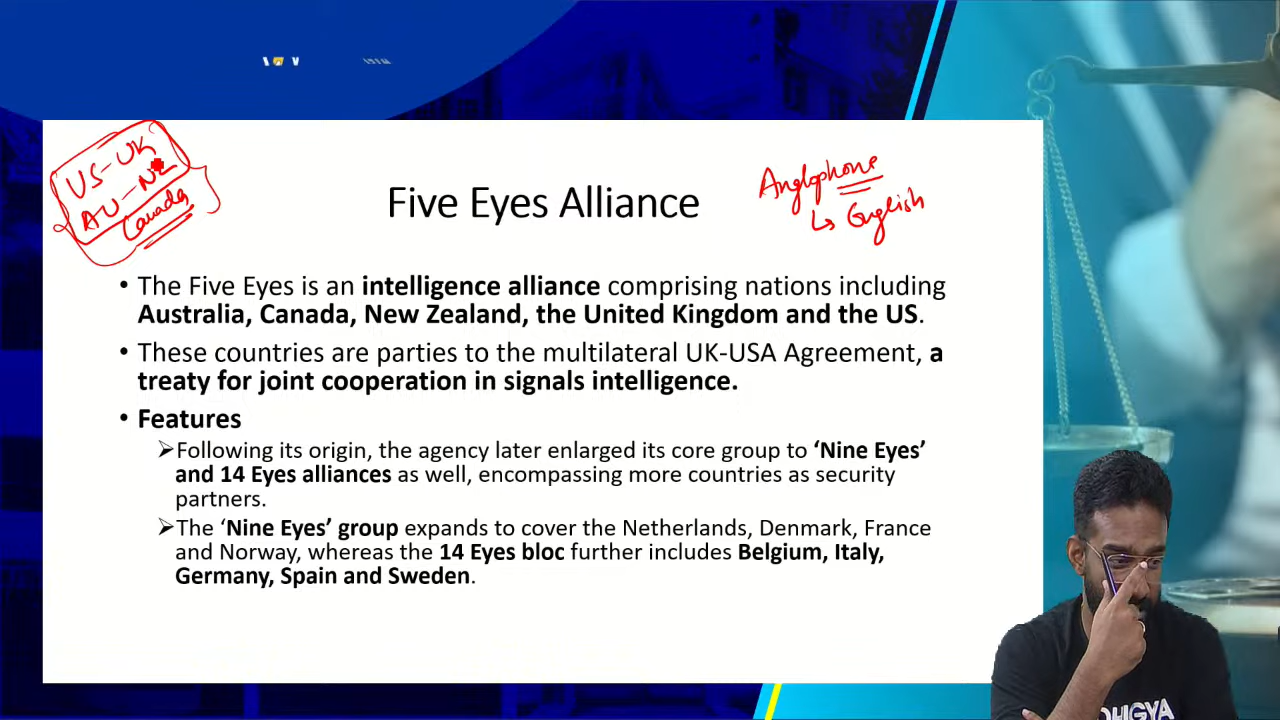 US-UK
AU-NZ
Canada
Five Eyes Alliance
Anglophone
↳ English
• The Five Eyes is an intelligence alliance comprising nations including
Australia, Canada, New Zealand, the United Kingdom and the US.
• These countries are parties to the multilateral UK-USA Agreement, a
treaty for joint cooperation in signals intelligence.
• Features
➢Following its origin, the agency later enlarged its core group to ‘Nine Eyes’
and 14 Eyes alliances as well, encompassing more countries as security
partners.
➢The ‘Nine Eyes’ group expands to cover the Netherlands, Denmark, France
and Norway, whereas the 14 Eyes bloc further includes Belgium, Italy,
Germany, Spain and Sweden.